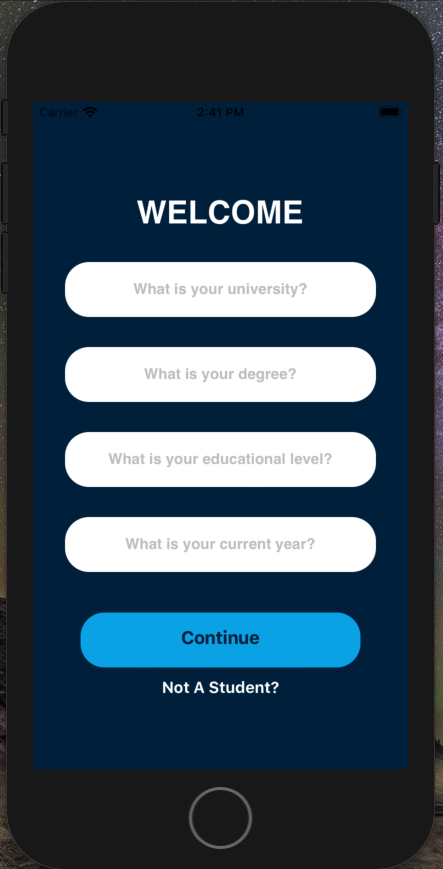 Carrier 2:41 PM
WELCOME
What is your university?
What is your degree?
What is your educational level?
What is your current year?
Continue
Not A Student?